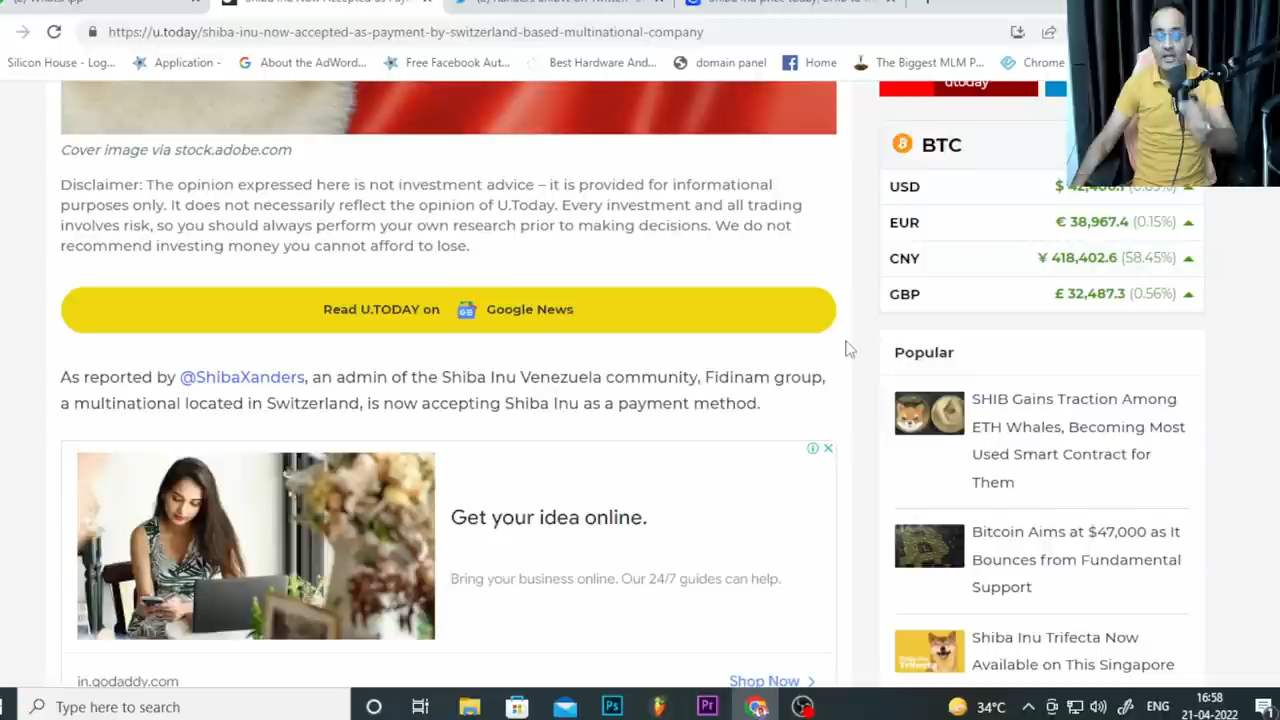 Shiba Inu Now Accepted as Pay
https://u.today/shiba-inu-now-accepted-as-payment-by-switzerland-based-multinational-company
Silicon House - Log...
Application -
About the AdWord...
Free Facebook Aut...
Best Hardware And...
domain panel
Home
The Biggest MLM P...
Chrome
utoday
Cover image via stock.adobe.com
Disclaimer: The opinion expressed here is not investment advice – it is provided for informational
purposes only. It does not necessarily reflect the opinion of U.Today. Every investment and all trading
involves risk, so you should always perform your own research prior to making decisions. We do not
recommend investing money you cannot afford to lose.
Read U.TODAY on Google News
As reported by @ShibaXanders, an admin of the Shiba Inu Venezuela community, Fidinam group,
a multinational located in Switzerland, is now accepting Shiba Inu as a payment method.
Get your idea online.
Bring your business online. Our 24/7 guides can help.
in.godaddy.com
Shop Now
BTC
USD $
EUR € 38,967.4 (0.15%)
CNY ¥ 418,402.6 (58.45%)
GBP £ 32,487.3 (0.56%)
Popular
SHIB Gains Traction Among
ETH Whales, Becoming Most
Used Smart Contract for
Them
Bitcoin Aims at $47,000 as It
Bounces from Fundamental
Support
Shiba Inu Trifecta Now
Available on This Singapore
Type here to search
Ps
Pr
34°C
ENG
16:58
21-04-2022